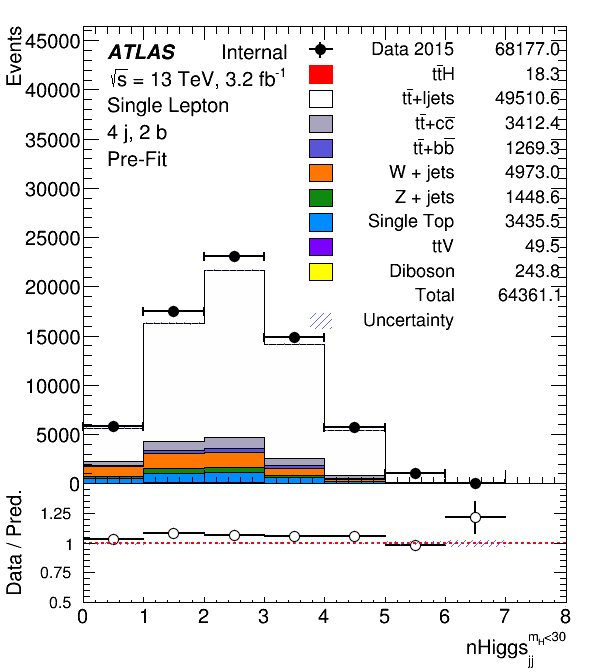 Events
45000
40000
35000
30000
25000
20000
15000
10000
5000
0
ATLAS Internal
√s = 13 TeV, 3.2 fb⁻¹
Single Lepton
4 j, 2 b
Pre-Fit
Data 2015 68177.0
tt̄H 18.3
tt̄+ljets 49510.6
tt̄+cc̄ 3412.4
tt̄+bb̄ 1269.3
W + jets 4973.0
Z + jets 1448.6
Single Top 3435.5
ttV 49.5
Diboson 243.8
Total 64361.1
Uncertainty
Data / Pred.
1.25
1
0.75
0.5
0 1 2 3 4 5 6 7 8
nHiggs_jj^{m_H<30}